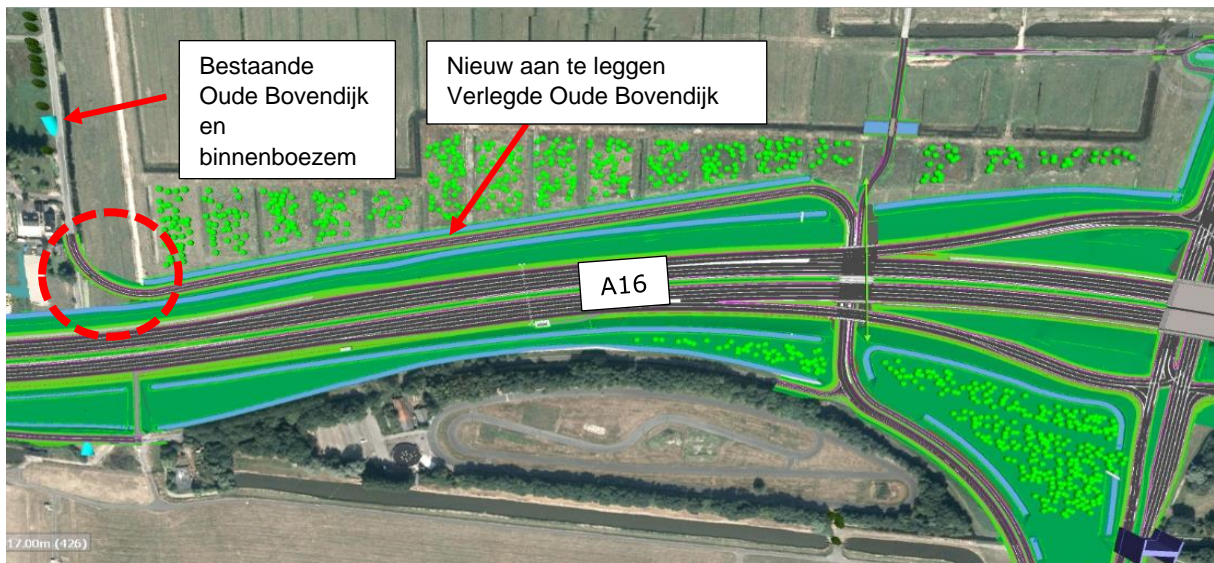 Bestaande
Oude Bovendijk
en
binnenboezem
Nieuw aan te leggen
Verlegde Oude Bovendijk
A16
17.00m (426)